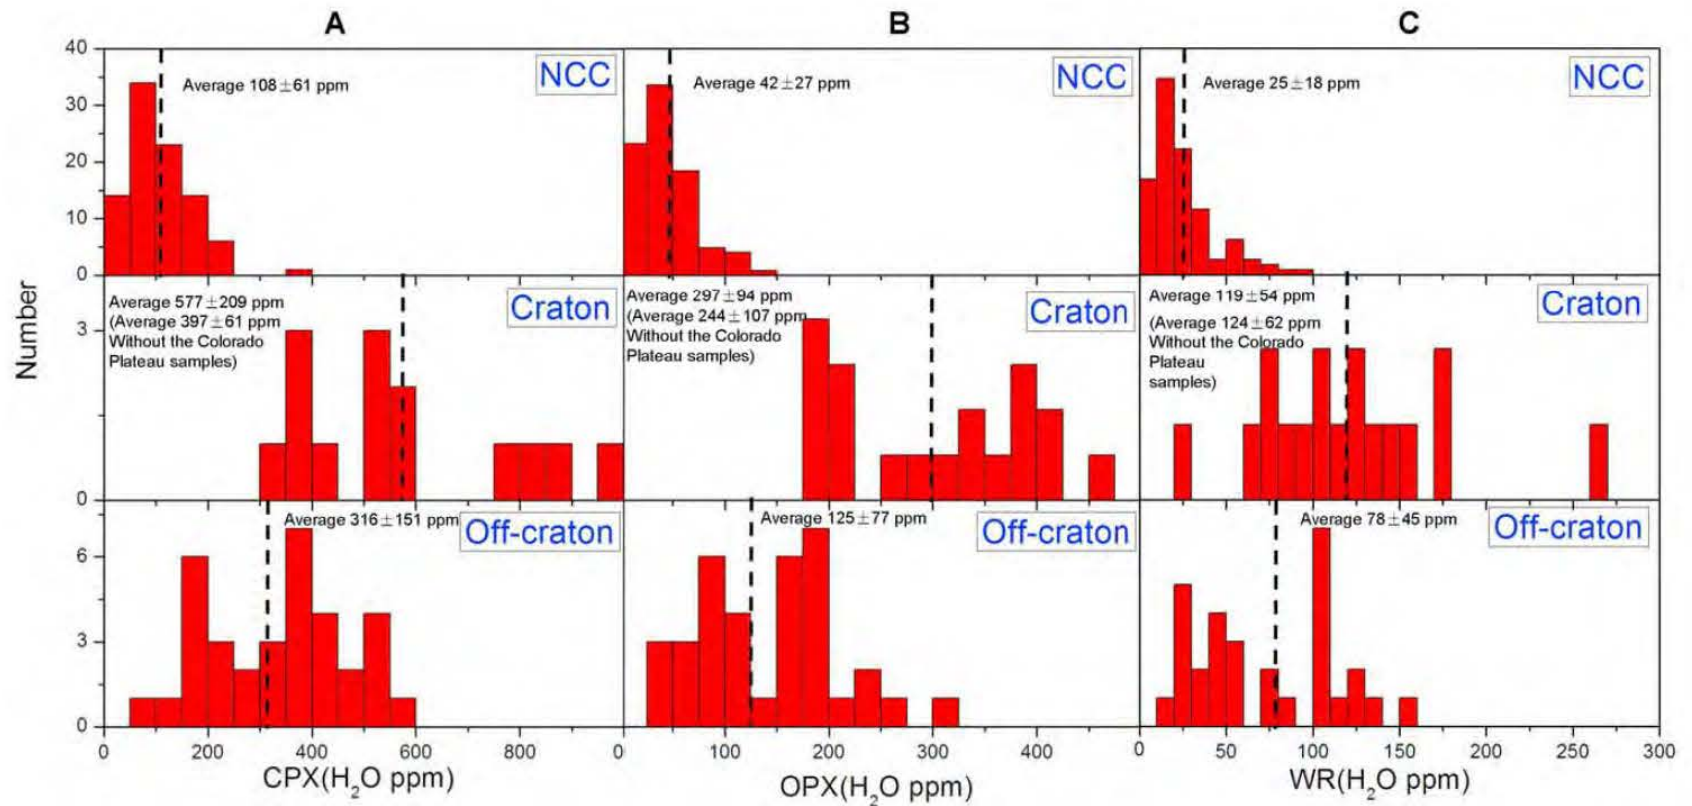 A
B
C
40
30
20
10
0
Average 108±61 ppm
NCC
Average 42±27 ppm
NCC
Average 25±18 ppm
NCC
Number
3
0
Average 577±209 ppm
(Average 397±61 ppm
Without the Colorado
Plateau samples)
Craton
Average 297±94 ppm
(Average 244±107 ppm
Without the Colorado
Plateau samples)
Craton
Average 119±54 ppm
(Average 124±62 ppm
Without the Colorado
Plateau
samples)
Craton
6
3
0
Average 316±151 ppm
Off-craton
Average 125±77 ppm
Off-craton
Average 78±45 ppm
Off-craton
0 200 400 600 800 0 100 200 300 400 0 50 100 150 200 250 300
CPX(H2O ppm)
OPX(H2O ppm)
WR(H2O ppm)